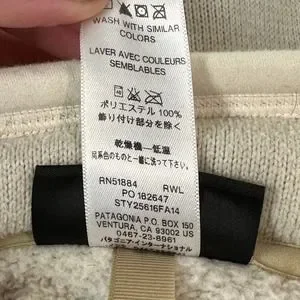 WASH WITH SIMILAR
COLORS
LAVER AVEC COULEURS
SEMBLABLES
ポリエステル 100%
飾り付け部分を除く
乾燥機―低温
同系色のものと一緒に洗って下さい。
RN51884 RWL
PO 182647
STY25616FA14
PATAGONIA P.O. BOX 150
VENTURA, CA 93002 US
0467-23-8961
パタゴニア・インターナショナル